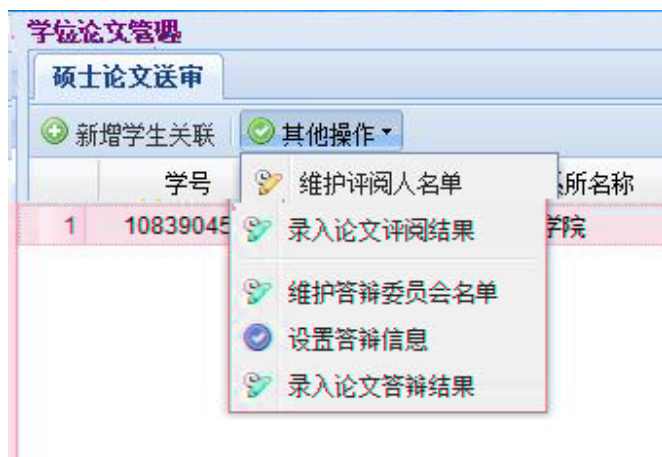 学位论文管理
硕士论文送审
新增学生关联 其他操作
学号 所名称
维护评阅人名单
1 10839045 学院
录入论文评阅结果
维护答辩委员会名单
设置答辩信息
录入论文答辩结果